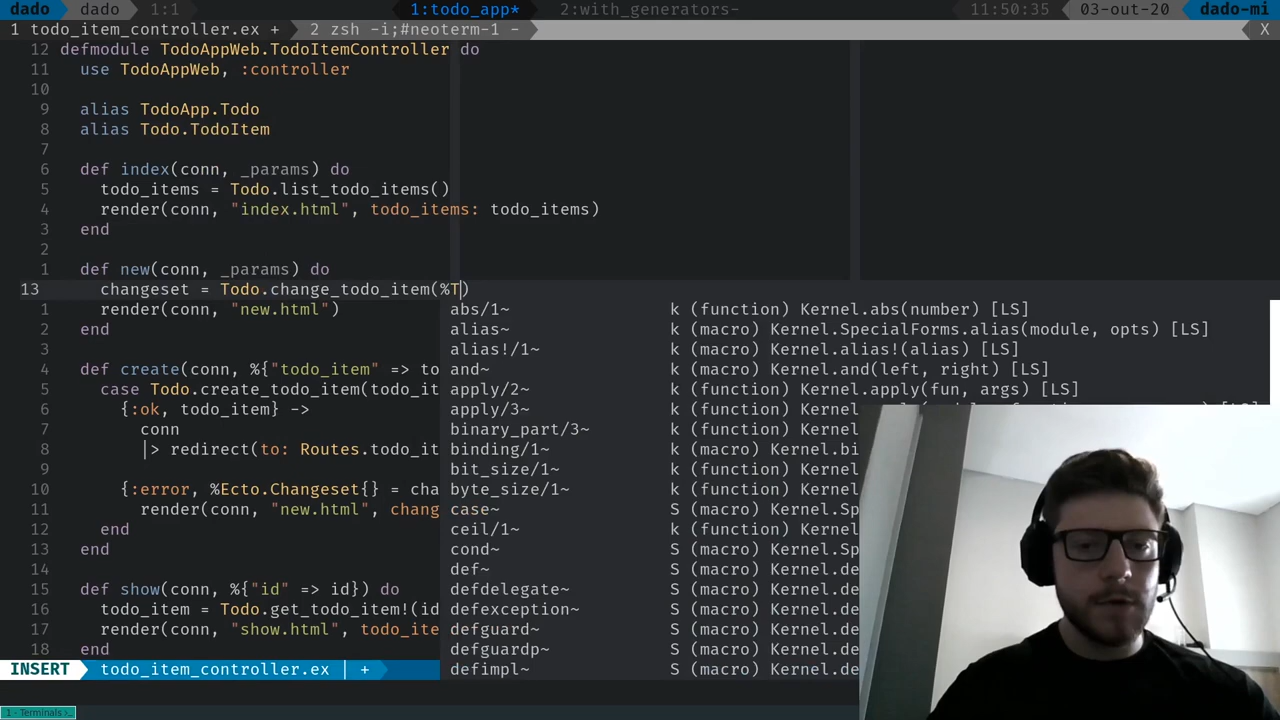 dado dado 1:1 1:todo_app* 2:with_generators- 11:50:35 03-out-20 dado-mi
1 todo_item_controller.ex + 2 zsh -i;#neoterm-1 - X
12 defmodule TodoAppWeb.TodoItemController do
11 use TodoAppWeb, :controller
10
9 alias TodoApp.Todo
8 alias Todo.TodoItem
7
6 def index(conn, _params) do
5 todo_items = Todo.list_todo_items()
4 render(conn, "index.html", todo_items: todo_items)
3 end
2
1 def new(conn, _params) do
13 changeset = Todo.change_todo_item(%T)
1 render(conn, "new.html") abs/1~ k (function) Kernel.abs(number) [LS]
2 end alias~ k (macro) Kernel.SpecialForms.alias(module, opts) [LS]
3 alias!/1~ k (macro) Kernel.alias!(alias) [LS]
4 def create(conn, %{"todo_item" => to and~ k (macro) Kernel.and(left, right) [LS]
5 case Todo.create_todo_item(todo_it apply/2~ k (function) Kernel.apply(fun, args) [LS]
6 {:ok, todo_item} -> apply/3~ k (function)
7 conn binary_part/3~ k (function) Kernel
8 |> redirect(to: Routes.todo_it binding/1~ k (macro) Kernel.bi
9 bit_size/1~ k (function) Kernel
10 {:error, %Ecto.Changeset{} = cha byte_size/1~ k (function) Kernel
11 render(conn, "new.html", chang case~ S (macro) Kernel.Sp
12 end ceil/1~ k (function) Kernel
13 end cond~ S (macro) Kernel.Sp
14 def~ S (macro) Kernel.de
15 def show(conn, %{"id" => id}) do defdelegate~ S (macro) Kernel.de
16 todo_item = Todo.get_todo_item!(id defexception~ S (macro) Kernel.de
17 render(conn, "show.html", todo_ite defguard~ S (macro) Kernel.de
18 end defguardp~ S (macro) Kernel.de
INSERT todo_item_controller.ex | + defimpl~ S (macro) Kernel.de
1 - Terminals